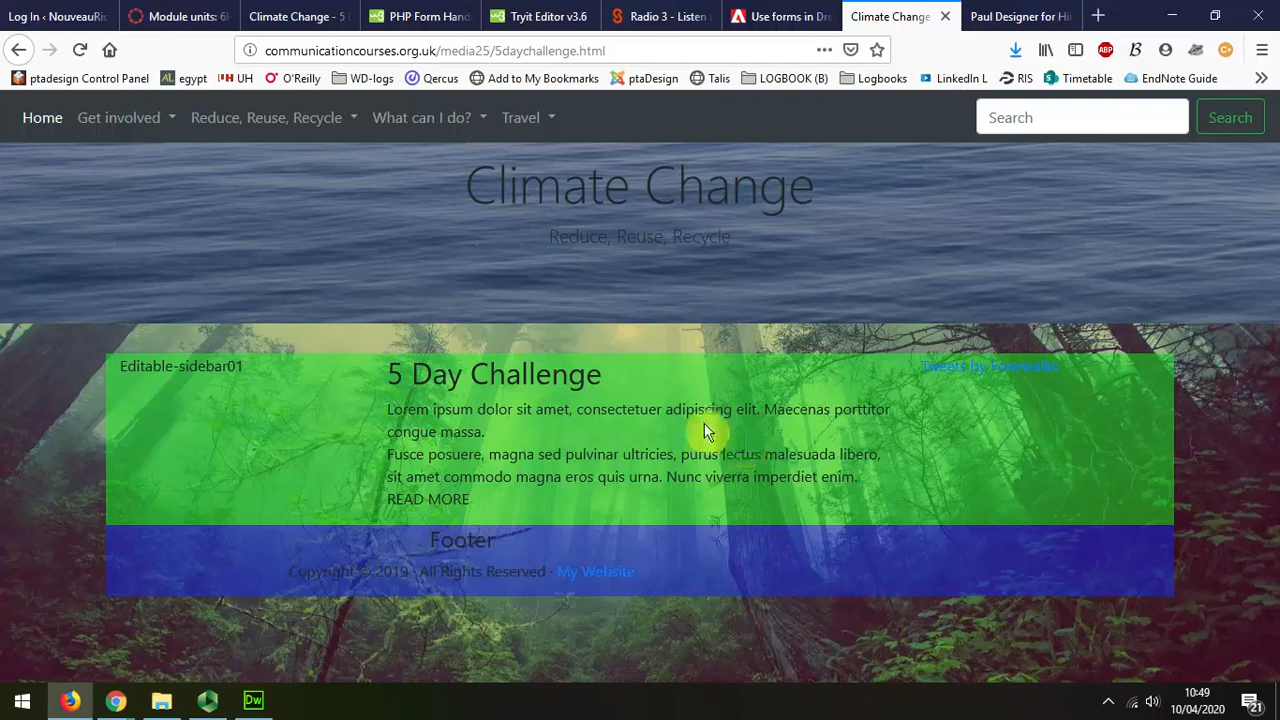 Log In ‹ NouveauRic
Module units: 6H
Climate Change - 5 D
PHP Form Hand
Tryit Editor v3.6
Radio 3 - Listen
Use forms in Dre
Climate Change
Paul Designer for Hi
communicationcourses.org.uk/media25/5daychallenge.html
ptadesign Control Panel
egypt
UH
O'Reilly
WD-logs
Qercus
Add to My Bookmarks
ptaDesign
Talis
LOGBOOK (B)
Logbooks
LinkedIn L
RIS
Timetable
EndNote Guide
Home
Get involved
Reduce, Reuse, Recycle
What can I do?
Travel
Search
Search
Climate Change
Reduce, Reuse, Recycle
Editable-sidebar01
5 Day Challenge
Lorem ipsum dolor sit amet, consectetuer adipiscing elit. Maecenas porttitor
congue massa.
Fusce posuere, magna sed pulvinar ultricies, purus lectus malesuada libero,
sit amet commodo magna eros quis urna. Nunc viverra imperdiet enim.
READ MORE
Footer
Copyright © 2019 · All Rights Reserved · My Website
10:49
10/04/2020
21